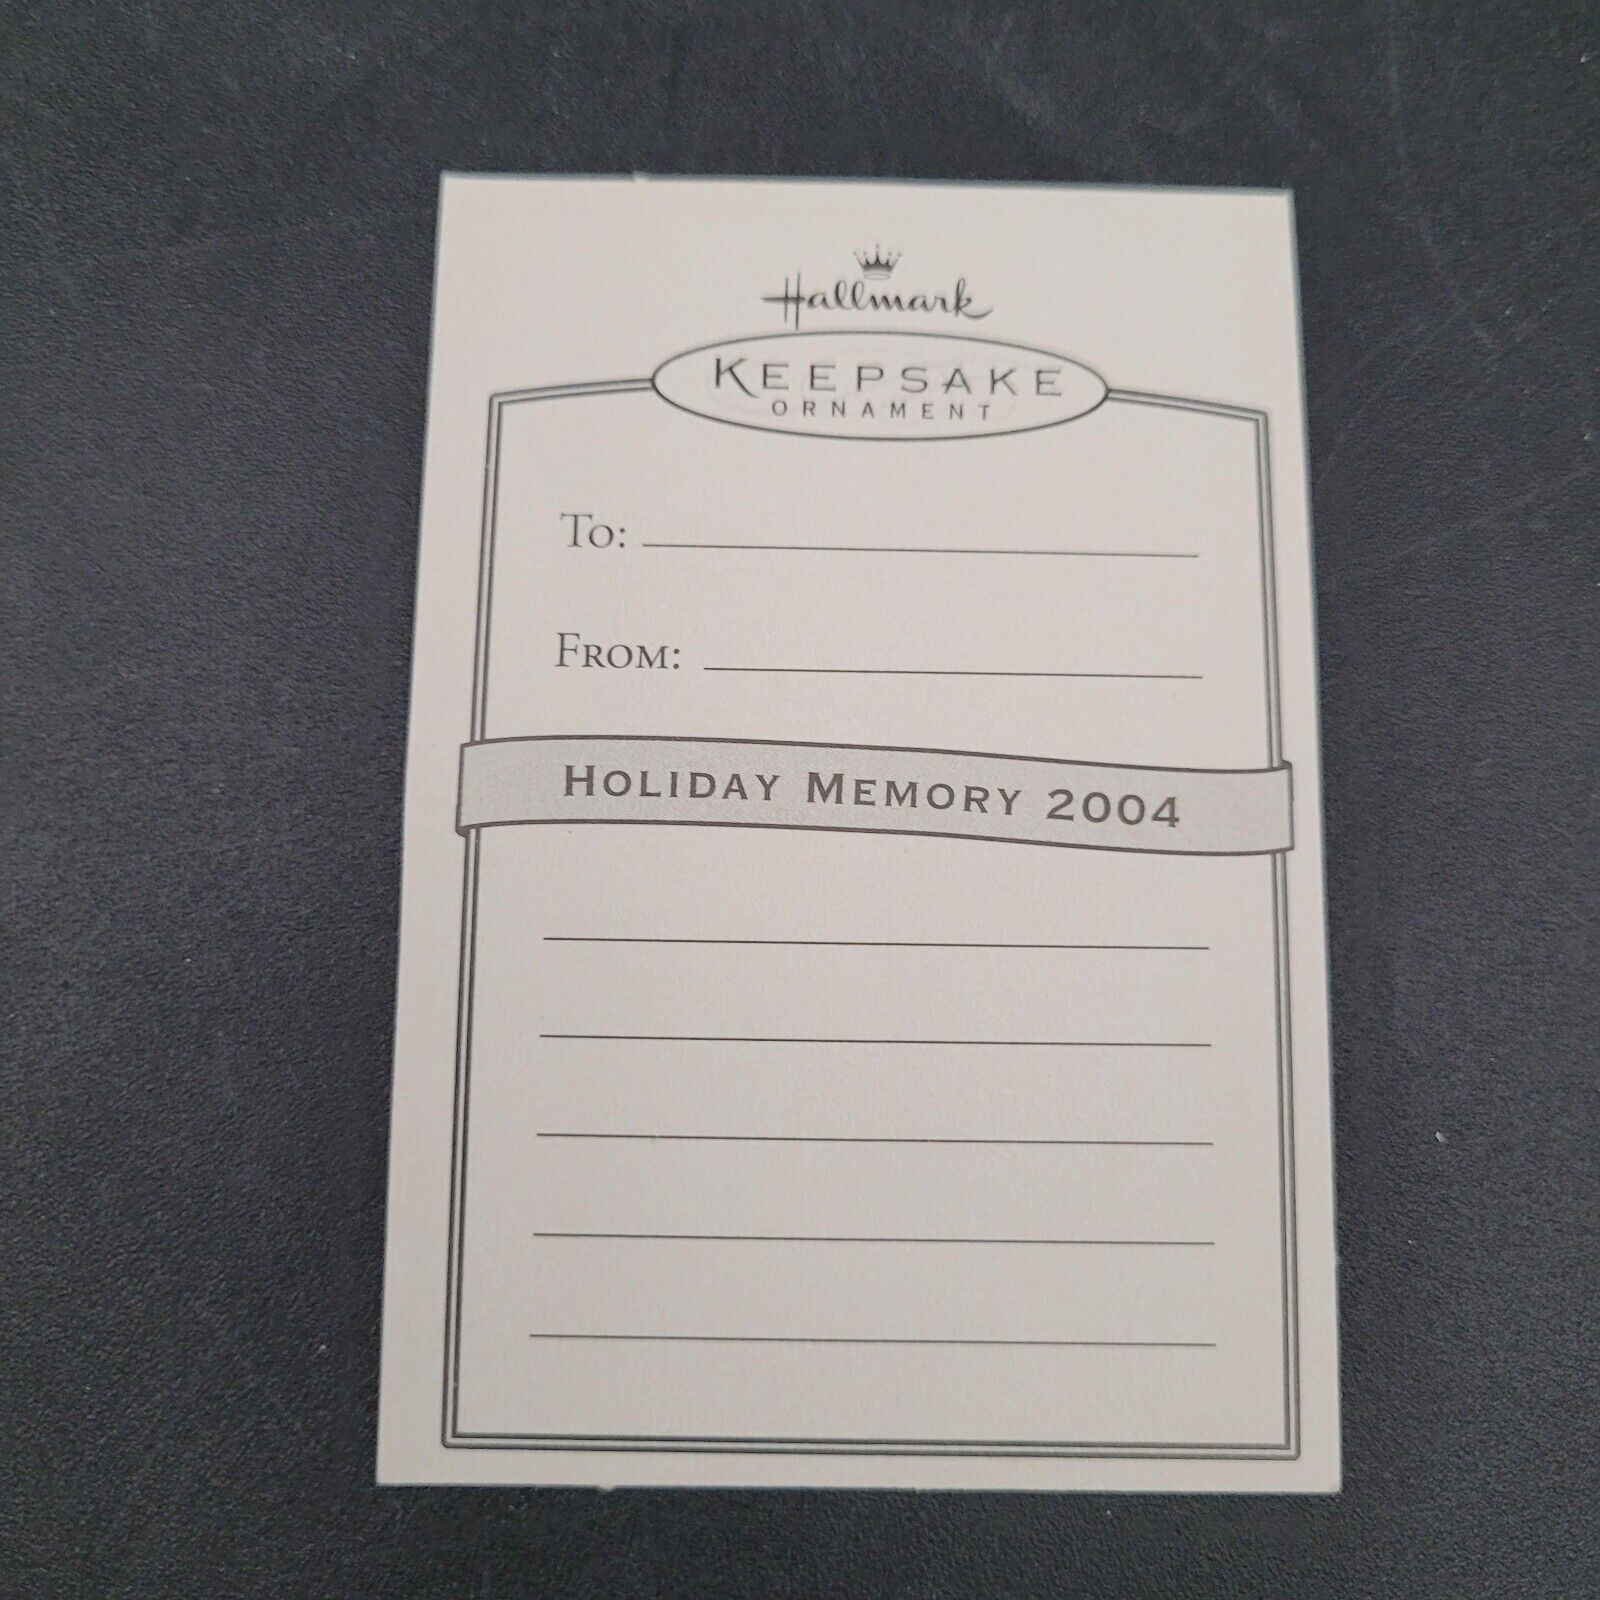 Hallmark
KEEPSAKE
ORNAMENT
To:
FROM:
HOLIDAY MEMORY 2004